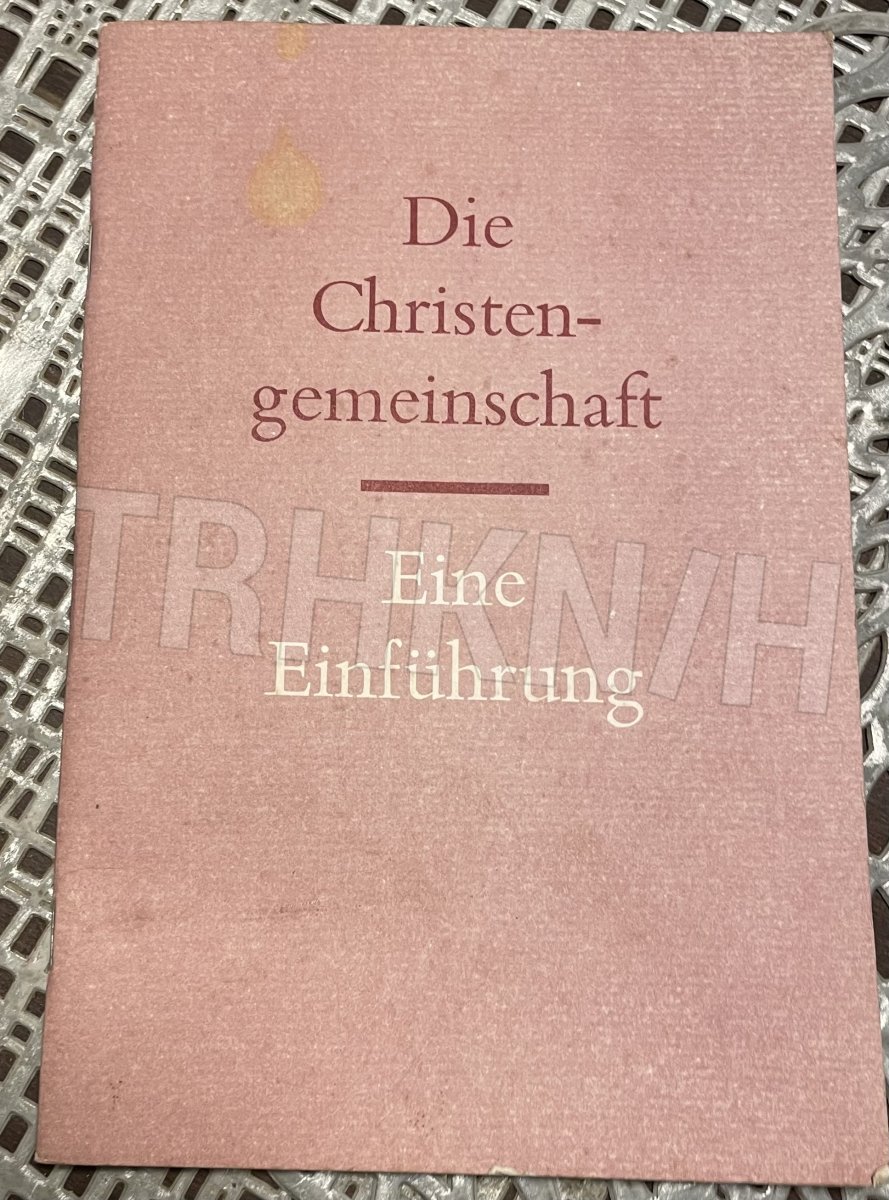 Die
Christen-
gemeinschaft
Eine
Einführung
TRHKN/H